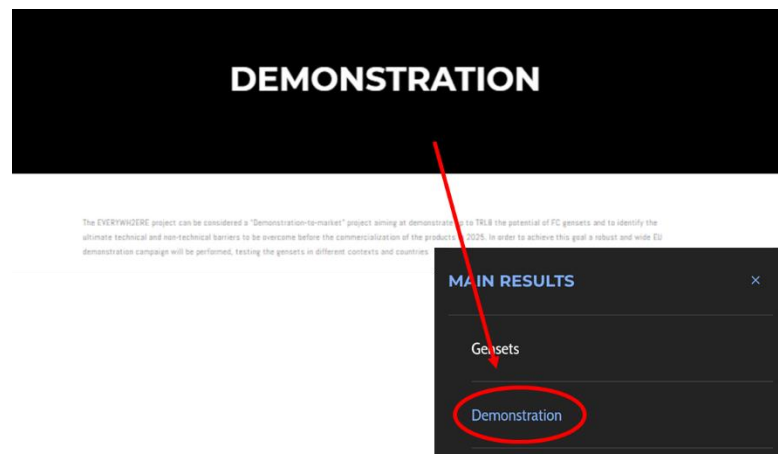 DEMONSTRATION
The EVERYWH2ERE project can be considered a "Demonstration-to-market" project aiming at demonstrate up to TRL8 the potential of FC gensets and to identify the
ultimate technical and non-technical barriers to be overcome before the commercialization of the products 2025. In order to achieve this goal a robust and wide EU
demonstration campaign will be performed, testing the gensets in different contexts and countries
MAIN RESULTS ×
Gensets
Demonstration